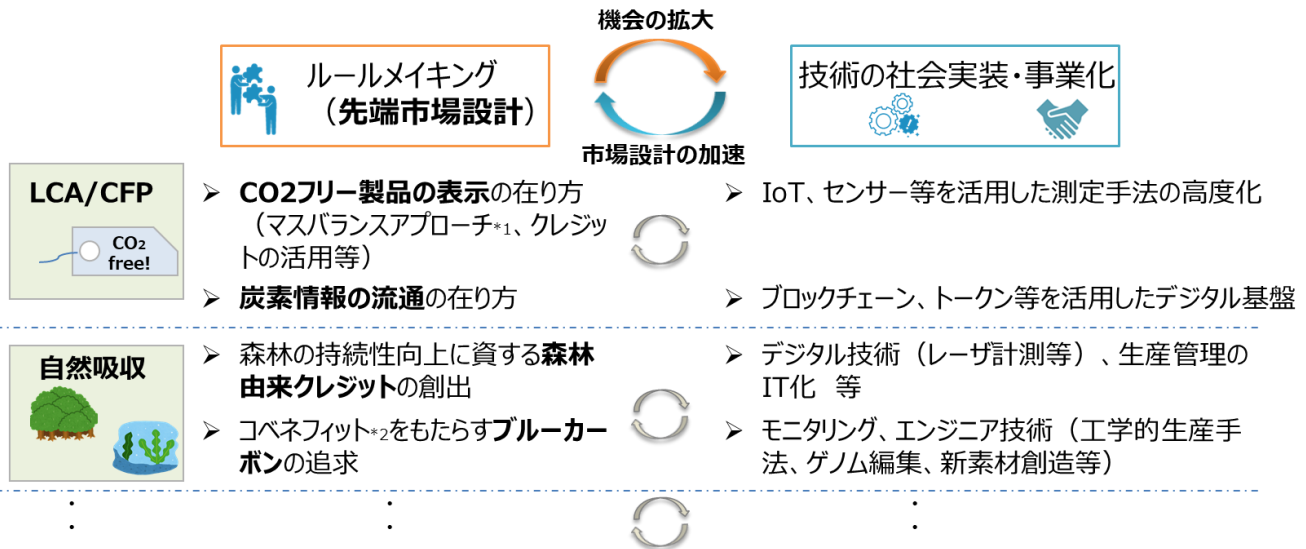 機会の拡大
ルールメイキング
（先端市場設計）
技術の社会実装・事業化
市場設計の加速
LCA/CFP
CO2
free!
➢ CO2フリー製品の表示の在り方
（マスバランスアプローチ*1、クレジッ
トの活用等）
➢ 炭素情報の流通の在り方
➢ IoT、センサー等を活用した測定手法の高度化
➢ ブロックチェーン、トークン等を活用したデジタル基盤
自然吸収
➢ 森林の持続性向上に資する森林
由来クレジットの創出
➢ コベネフィット*2をもたらすブルーカー
ボンの追求
➢ デジタル技術（レーザ計測等）、生産管理の
IT化　等
➢ モニタリング、エンジニア技術（工学的生産手
法、ゲノム編集、新素材創造等）
：
：
：